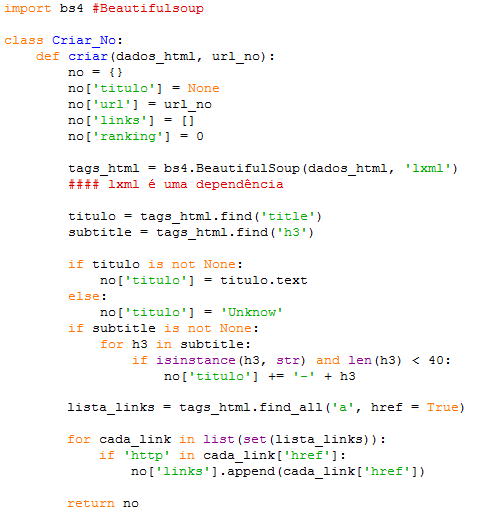 import bs4 #Beautifulsoup

class Criar_No:
    def criar(dados_html, url_no):
        no = {}
        no['titulo'] = None
        no['url'] = url_no
        no['links'] = []
        no['ranking'] = 0

        tags_html = bs4.BeautifulSoup(dados_html, 'lxml')
        #### lxml é uma dependência

        titulo = tags_html.find('title')
        subtitle = tags_html.find('h3')

        if titulo is not None:
            no['titulo'] = titulo.text
        else:
            no['titulo'] = 'Unknow'
        if subtitle is not None:
            for h3 in subtitle:
                if isinstance(h3, str) and len(h3) < 40:
                    no['titulo'] += '-' + h3

        lista_links = tags_html.find_all('a', href = True)

        for cada_link in list(set(lista_links)):
            if 'http' in cada_link['href']:
                no['links'].append(cada_link['href'])

        return no